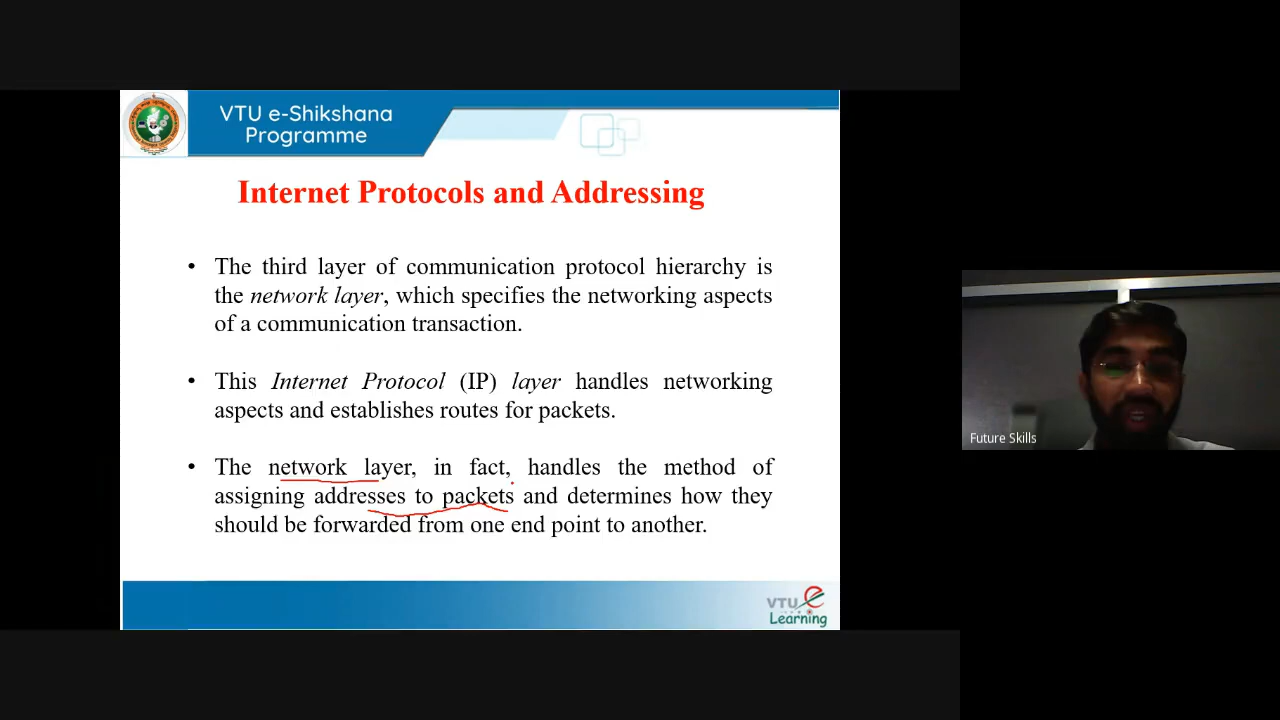 VTU e-Shikshana
Programme
Internet Protocols and Addressing
• The third layer of communication protocol hierarchy is
the network layer, which specifies the networking aspects
of a communication transaction.
• This Internet Protocol (IP) layer handles networking
aspects and establishes routes for packets.
• The network layer, in fact, handles the method of
assigning addresses to packets and determines how they
should be forwarded from one end point to another.
VTU e
Learning
Future Skills